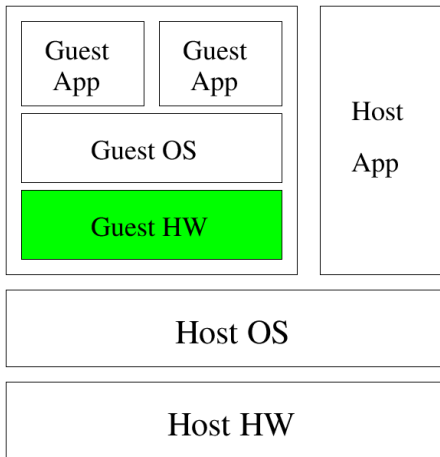 Guest
App
Guest
App
Guest OS
Guest HW
Host
App
Host OS
Host HW